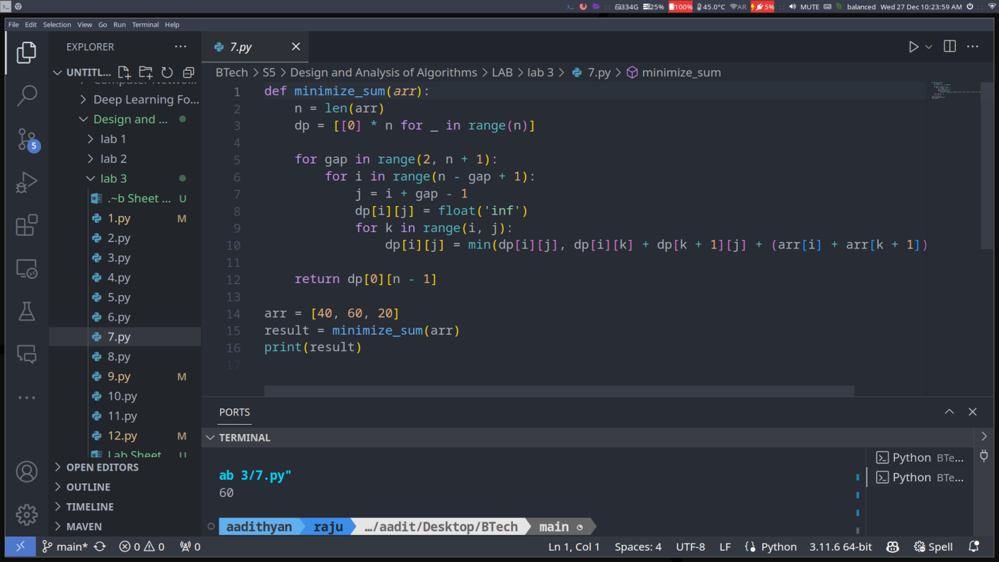 334G 25% 100% 45.0°C AR 5% MUTE balanced Wed 27 Dec 10:23:59 AM
File Edit Selection View Go Run Terminal Help
EXPLORER
UNTITL...
Deep Learning Fo...
Design and ...
lab 1
lab 2
lab 3
.~b Sheet ... U
1.py M
2.py
3.py
4.py
5.py
6.py
7.py
8.py
9.py M
10.py
11.py
12.py M
Lab Sheet U
OPEN EDITORS
OUTLINE
TIMELINE
MAVEN
5
7.py
BTech > S5 > Design and Analysis of Algorithms > LAB > lab 3 > 7.py > minimize_sum
1 def minimize_sum(arr):
2     n = len(arr)
3     dp = [[0] * n for _ in range(n)]
4
5     for gap in range(2, n + 1):
6         for i in range(n - gap + 1):
7             j = i + gap - 1
8             dp[i][j] = float('inf')
9             for k in range(i, j):
10                 dp[i][j] = min(dp[i][j], dp[i][k] + dp[k + 1][j] + (arr[i] + arr[k + 1])
11
12     return dp[0][n - 1]
13
14 arr = [40, 60, 20]
15 result = minimize_sum(arr)
16 print(result)
17
PORTS
TERMINAL
ab 3/7.py"
60
aadithyan raju …/aadit/Desktop/BTech main
Python BTe...
Python BTe...
main* 0 0 0 Ln 1, Col 1 Spaces: 4 UTF-8 LF Python 3.11.6 64-bit Spell